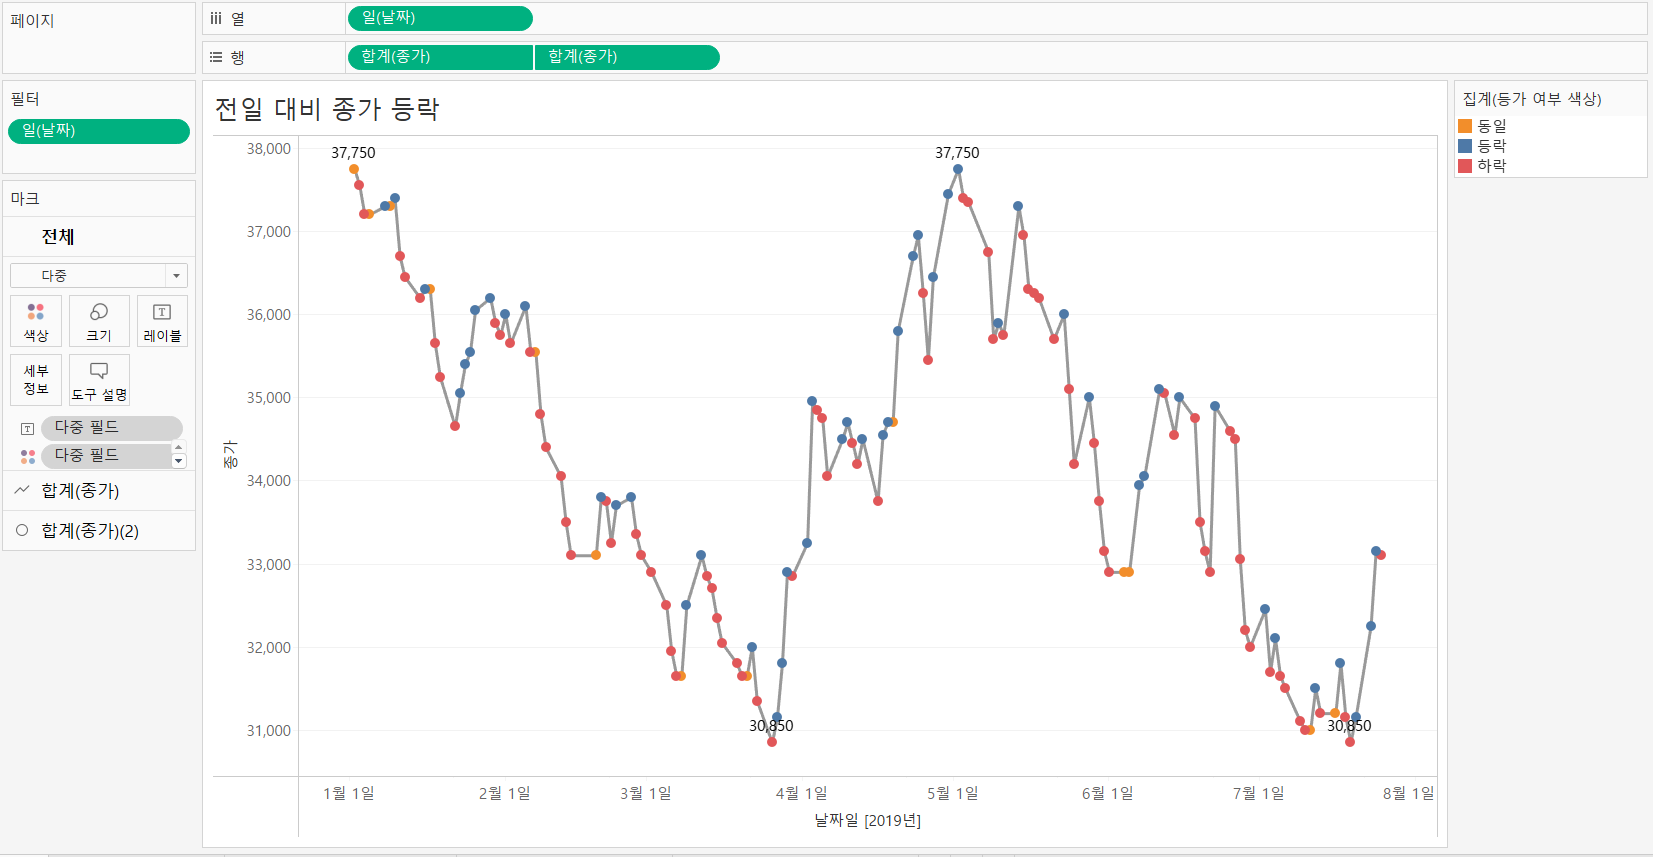 페이지
열
일(날짜)
행
합계(종가)
합계(종가)
필터
일(날짜)
마크
전체
다중
색상
크기
레이블
세부
정보
도구 설명
다중 필드
다중 필드
합계(종가)
합계(종가)(2)
전일 대비 종가 등락
38,000
37,000
36,000
35,000
34,000
33,000
32,000
31,000
종가
37,750
37,750
30,850
30,850
1월 1일
2월 1일
3월 1일
4월 1일
5월 1일
6월 1일
7월 1일
8월 1일
날짜일 [2019년]
집계(등가 여부 색상)
동일
등락
하락